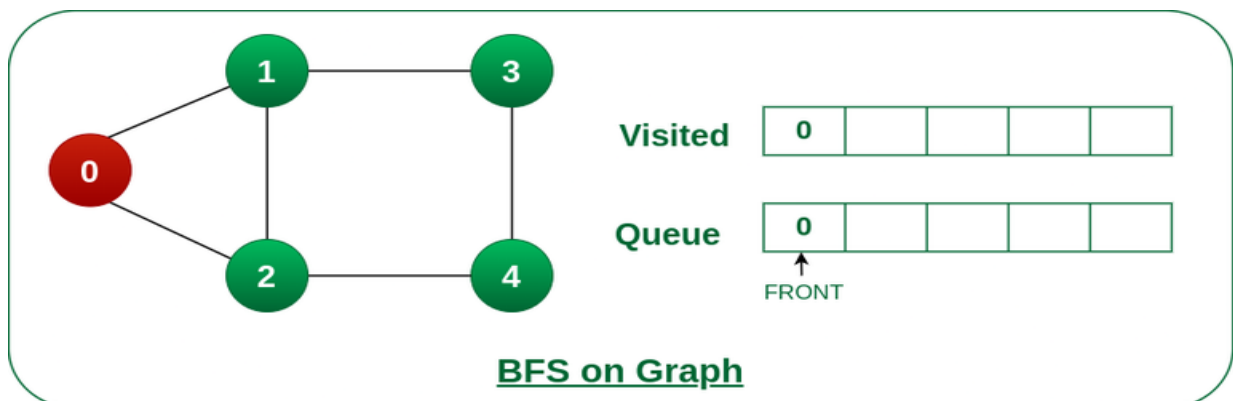 1 3
0
2 4
Visited 0
Queue 0
FRONT
BFS on Graph